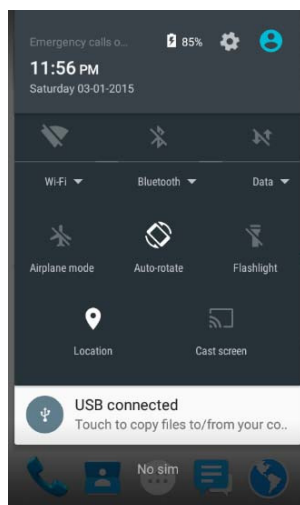 Emergency calls o...
85%
11:56 PM
Saturday 03-01-2015
Wi-Fi
Bluetooth
Data
Airplane mode
Auto-rotate
Flashlight
Location
Cast screen
USB connected
Touch to copy files to/from your co..
No sim